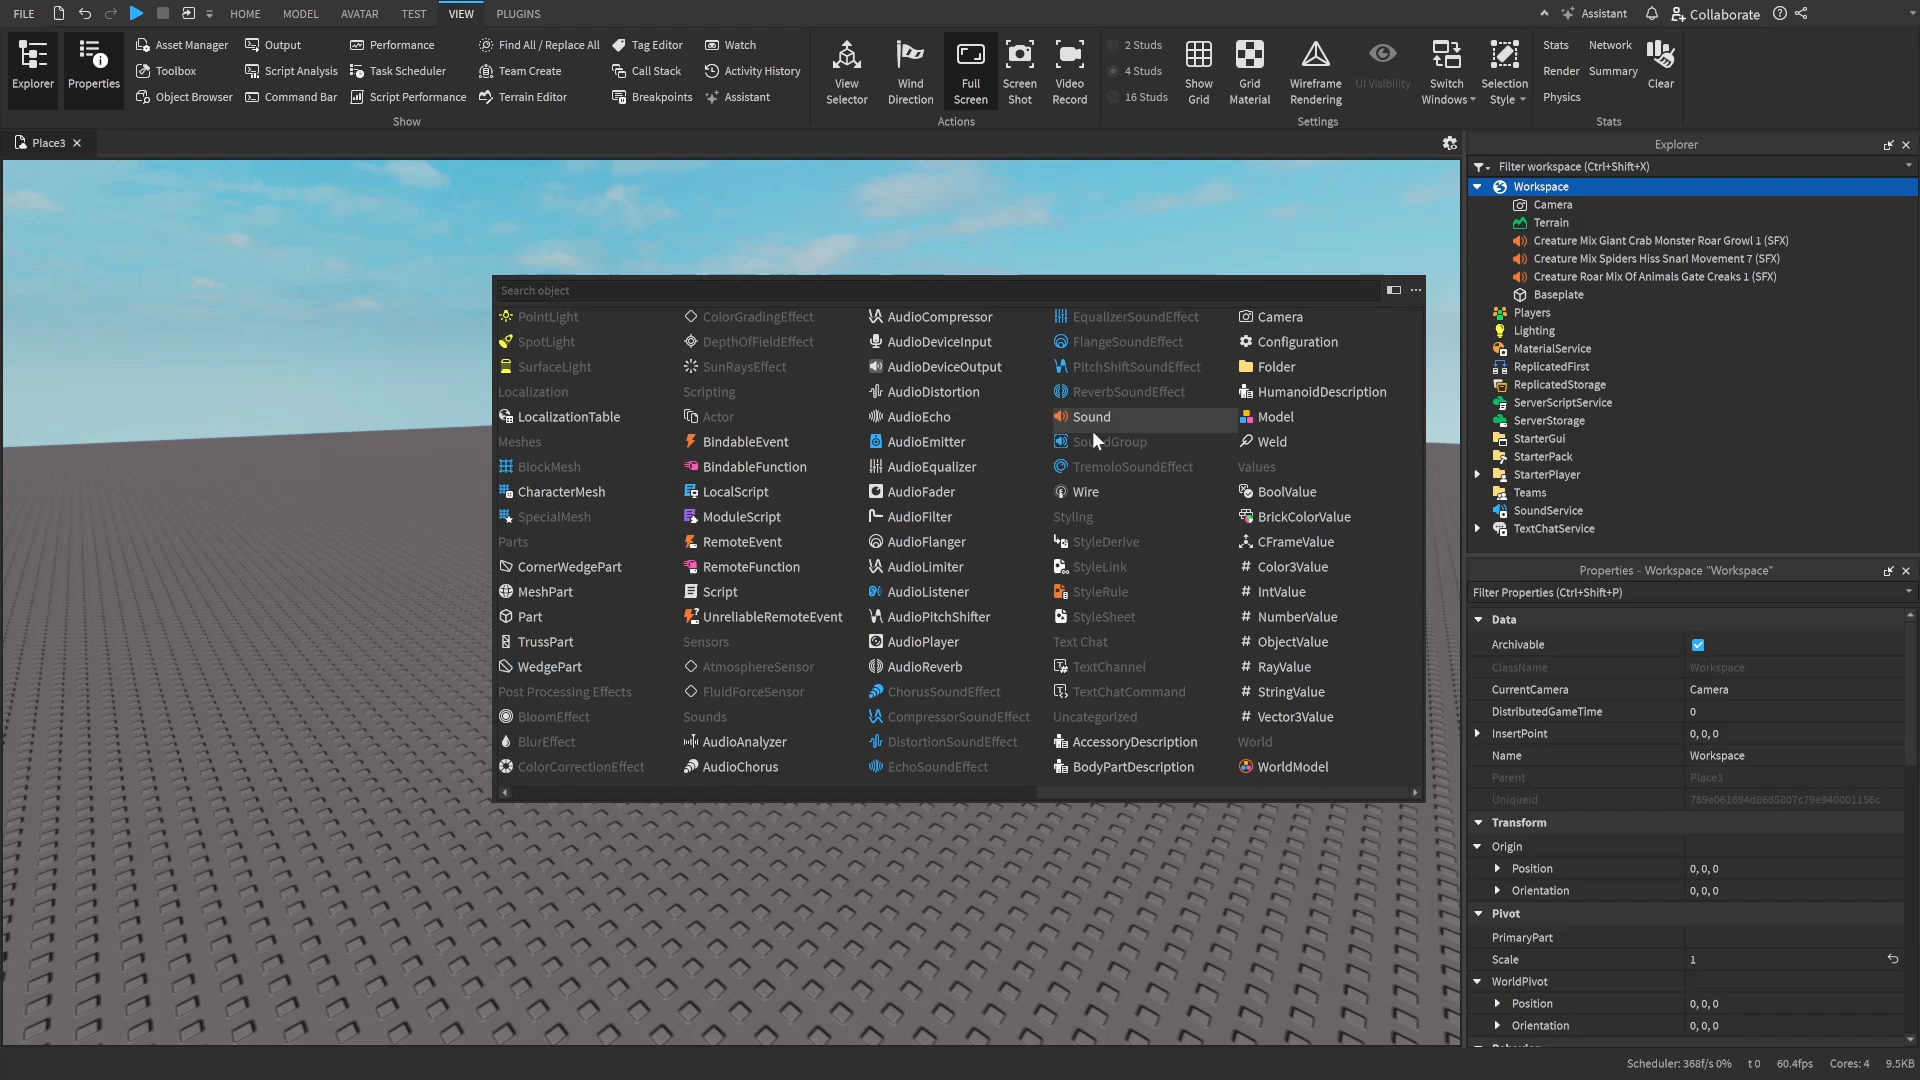 FILE HOME MODEL AVATAR TEST VIEW PLUGINS Assistant Collaborate
Explorer
Properties
Asset Manager Output Performance Find All / Replace All Tag Editor Watch
Toolbox Script Analysis Task Scheduler Team Create Call Stack Activity History
Object Browser Command Bar Script Performance Terrain Editor Breakpoints Assistant
Show
View Selector
Wind Direction
Full Screen
Screen Shot
Video Record
Actions
2 Studs
4 Studs
16 Studs
Show Grid
Grid Material
Wireframe Rendering
UI Visibility
Switch Windows
Selection Style
Settings
Stats Network
Render Summary
Physics
Clear
Stats
Place3
Search object
PointLight
SpotLight
SurfaceLight
Localization
LocalizationTable
Meshes
BlockMesh
CharacterMesh
SpecialMesh
Parts
CornerWedgePart
MeshPart
Part
TrussPart
WedgePart
Post Processing Effects
BloomEffect
BlurEffect
ColorCorrectionEffect
ColorGradingEffect
DepthOfFieldEffect
SunRaysEffect
Scripting
Actor
BindableEvent
BindableFunction
LocalScript
ModuleScript
RemoteEvent
RemoteFunction
Script
UnreliableRemoteEvent
Sensors
AtmosphereSensor
FluidForceSensor
Sounds
AudioAnalyzer
AudioChorus
AudioCompressor
AudioDeviceInput
AudioDeviceOutput
AudioDistortion
AudioEcho
AudioEmitter
AudioEqualizer
AudioFader
AudioFilter
AudioFlanger
AudioLimiter
AudioListener
AudioPitchShifter
AudioPlayer
AudioReverb
ChorusSoundEffect
CompressorSoundEffect
DistortionSoundEffect
EchoSoundEffect
EqualizerSoundEffect
FlangeSoundEffect
PitchShiftSoundEffect
ReverbSoundEffect
Sound
SoundGroup
TremoloSoundEffect
Wire
Styling
StyleDerive
StyleLink
StyleRule
StyleSheet
Text Chat
TextChannel
TextChatCommand
Uncategorized
AccessoryDescription
BodyPartDescription
Camera
Configuration
Folder
HumanoidDescription
Model
Weld
Values
BoolValue
BrickColorValue
CFrameValue
Color3Value
IntValue
NumberValue
ObjectValue
RayValue
StringValue
Vector3Value
World
WorldModel
Explorer
Filter workspace (Ctrl+Shift+X)
Workspace
Camera
Terrain
Creature Mix Giant Crab Monster Roar Growl 1 (SFX)
Creature Mix Spiders Hiss Snarl Movement 7 (SFX)
Creature Roar Mix Of Animals Gate Creaks 1 (SFX)
Baseplate
Players
Lighting
MaterialService
ReplicatedFirst
ReplicatedStorage
ServerScriptService
ServerStorage
StarterGui
StarterPack
StarterPlayer
Teams
SoundService
TextChatService
Properties - Workspace "Workspace"
Filter Properties (Ctrl+Shift+P)
Data
Archivable
ClassName Workspace
CurrentCamera Camera
DistributedGameTime 0
InsertPoint 0, 0, 0
Name Workspace
Parent Place3
UniqueId 789e061694d8665807c79e940001156c
Transform
Origin
Position 0, 0, 0
Orientation 0, 0, 0
Pivot
PrimaryPart
Scale 1
WorldPivot
Position 0, 0, 0
Orientation 0, 0, 0
Scheduler: 368f/s 0% t 0 60.4fps Cores: 4 9.5KB